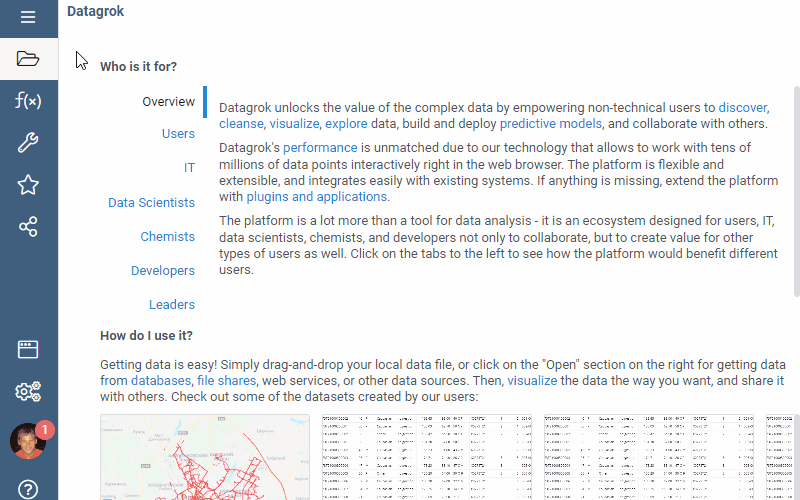 Datagrok
Who is it for?
Overview
Users
IT
Data Scientists
Chemists
Developers
Leaders
Datagrok unlocks the value of the complex data by empowering non-technical users to discover,
cleanse, visualize, explore data, build and deploy predictive models, and collaborate with others.
Datagrok's performance is unmatched due to our technology that allows to work with tens of
millions of data points interactively right in the web browser. The platform is flexible and
extensible, and integrates easily with existing systems. If anything is missing, extend the platform
with plugins and applications.
The platform is a lot more than a tool for data analysis - it is an ecosystem designed for users, IT,
data scientists, chemists, and developers not only to collaborate, but to create value for other
types of users as well. Click on the tabs to the left to see how the platform would benefit different
users.
f(x)
1
How do I use it?
Getting data is easy! Simply drag-and-drop your local data file, or click on the "Open" section on the right for getting data
from databases, file shares, web services, or other data sources. Then, visualize the data the way you want, and share it
with others. Check out some of the datasets created by our users: